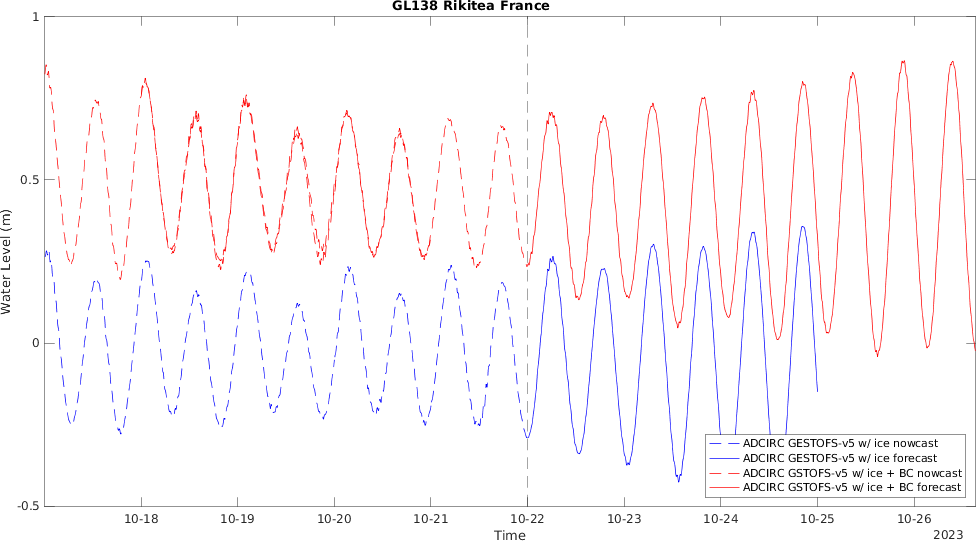 GL138 Rikitea France
1
0.5
0
-0.5
Water Level (m)
10-18 10-19 10-20 10-21 10-22 10-23 10-24 10-25 10-26
Time
2023
ADCIRC GESTOFS-v5 w/ ice nowcast
ADCIRC GESTOFS-v5 w/ ice forecast
ADCIRC GSTOFS-v5 w/ ice + BC nowcast
ADCIRC GSTOFS-v5 w/ ice + BC forecast